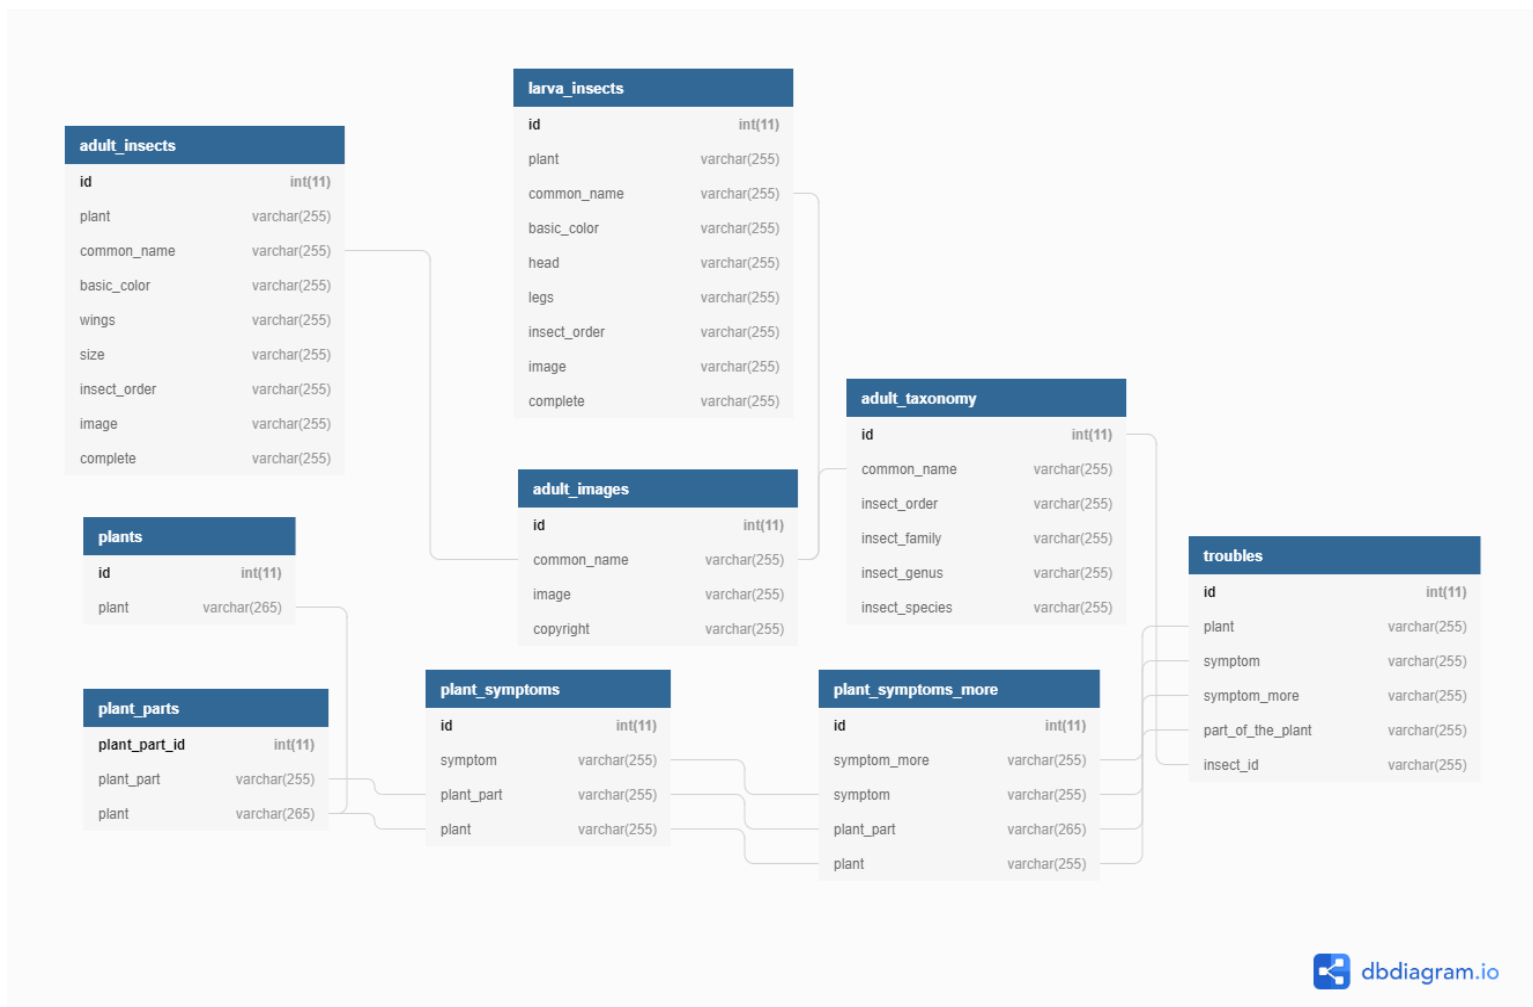 larva_insects
id int(11)
plant varchar(255)
common_name varchar(255)
basic_color varchar(255)
head varchar(255)
legs varchar(255)
insect_order varchar(255)
image varchar(255)
complete varchar(255)
adult_insects
id int(11)
plant varchar(255)
common_name varchar(255)
basic_color varchar(255)
wings varchar(255)
size varchar(255)
insect_order varchar(255)
image varchar(255)
complete varchar(255)
adult_taxonomy
id int(11)
common_name varchar(255)
insect_order varchar(255)
insect_family varchar(255)
insect_genus varchar(255)
insect_species varchar(255)
adult_images
id int(11)
common_name varchar(255)
image varchar(255)
copyright varchar(255)
plants
id int(11)
plant varchar(265)
troubles
id int(11)
plant varchar(255)
symptom varchar(255)
symptom_more varchar(255)
part_of_the_plant varchar(255)
insect_id varchar(255)
plant_parts
plant_part_id int(11)
plant_part varchar(255)
plant varchar(265)
plant_symptoms
id int(11)
symptom varchar(255)
plant_part varchar(255)
plant varchar(255)
plant_symptoms_more
id int(11)
symptom_more varchar(255)
symptom varchar(255)
plant_part varchar(265)
plant varchar(255)
dbdiagram.io